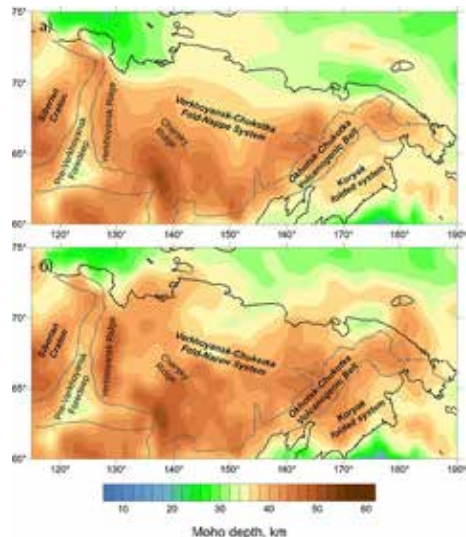 75°
а)
70°
65°
60°
Siberian
Craton
Pre-Verkhoyansk
Foredeep
Verkhoyansk Ridge
Chersky
Ridge
Verkhoyansk-Chukotka
Fold-Nappe System
Okhotsk-Chukotka
Volcanogenic Belt
Koryak
folded system
120° 130° 140° 150° 160° 170° 180° 190°
75°
б)
70°
65°
60°
Siberian
Craton
Pre-Verkhoyansk
Foredeep
Verkhoyansk Ridge
Chersky
Ridge
Verkhoyansk-Chukotka
Fold-Nappe System
Okhotsk-Chukotka
Volcanogenic Belt
Koryak
folded system
120° 130° 140° 150° 160° 170° 180° 190°
10 20 30 40 50 60
Moho depth, km